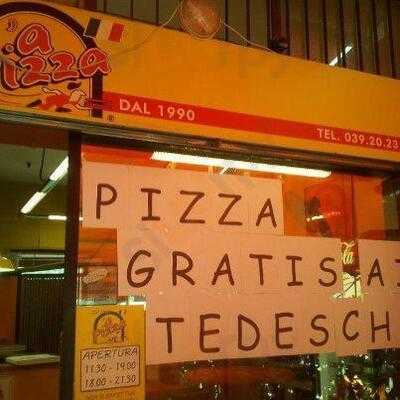 a
izza
DAL 1990
TEL. 039.20.23
PIZZA
GRATIS AI
TEDESCH
APERTURA
11.30 - 19.00
18.00 - 21.30